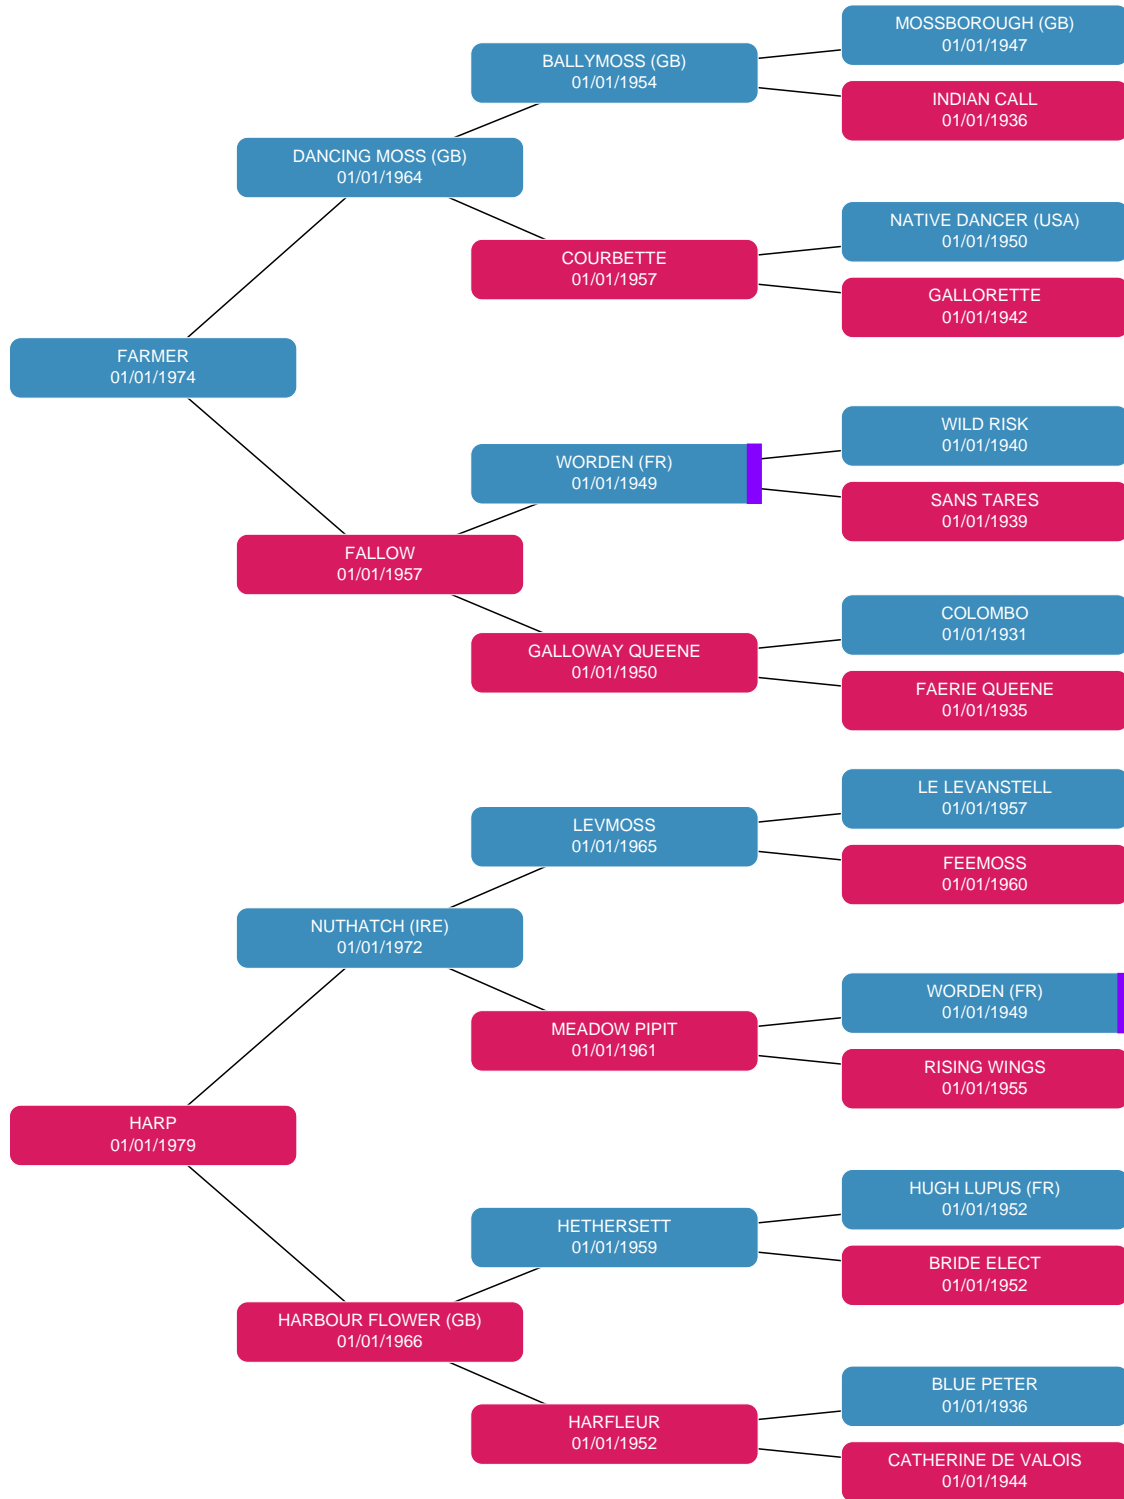 MOSSBOROUGH (GB)
01/01/1947
BALLYMOSS (GB)
01/01/1954
INDIAN CALL
01/01/1936
DANCING MOSS (GB)
01/01/1964
NATIVE DANCER (USA)
01/01/1950
COURBETTE
01/01/1957
GALLORETTE
01/01/1942
FARMER
01/01/1974
WILD RISK
01/01/1940
WORDEN (FR)
01/01/1949
SANS TARES
01/01/1939
FALLOW
01/01/1957
COLOMBO
01/01/1931
GALLOWAY QUEENE
01/01/1950
FAERIE QUEENE
01/01/1935
LE LEVANSTELL
01/01/1957
LEVMOSS
01/01/1965
FEEMOSS
01/01/1960
NUTHATCH (IRE)
01/01/1972
WORDEN (FR)
01/01/1949
MEADOW PIPIT
01/01/1961
RISING WINGS
01/01/1955
HARP
01/01/1979
HUGH LUPUS (FR)
01/01/1952
HETHERSETT
01/01/1959
BRIDE ELECT
01/01/1952
HARBOUR FLOWER (GB)
01/01/1966
BLUE PETER
01/01/1936
HARFLEUR
01/01/1952
CATHERINE DE VALOIS
01/01/1944